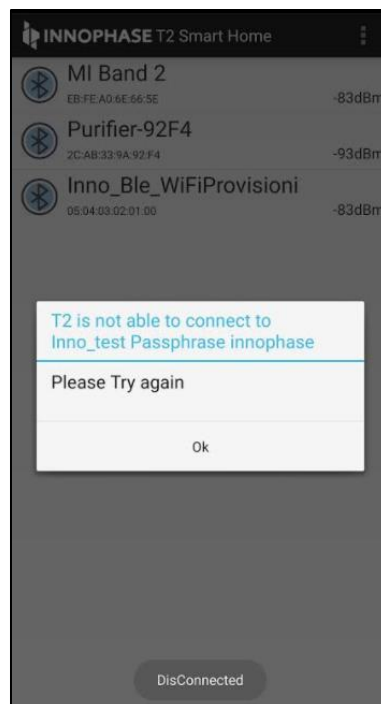 INNOPHASE T2 Smart Home
MI Band 2
EB:FE:A0:6E:66:5E -83dBm
Purifier-92F4
2C:AB:33:9A:92:F4 -93dBm
Inno_Ble_WiFiProvisioni
05:04:03:02:01:00 -83dBm
T2 is not able to connect to
Inno_test Passphrase innophase
Please Try again
Ok
DisConnected